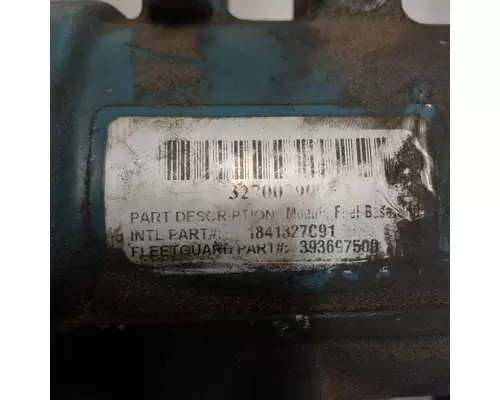 PART DESCRIPTION: Module, Fuel Base
INTL PART#: 1841327C91
FLEETGUARD PART#: 393697500